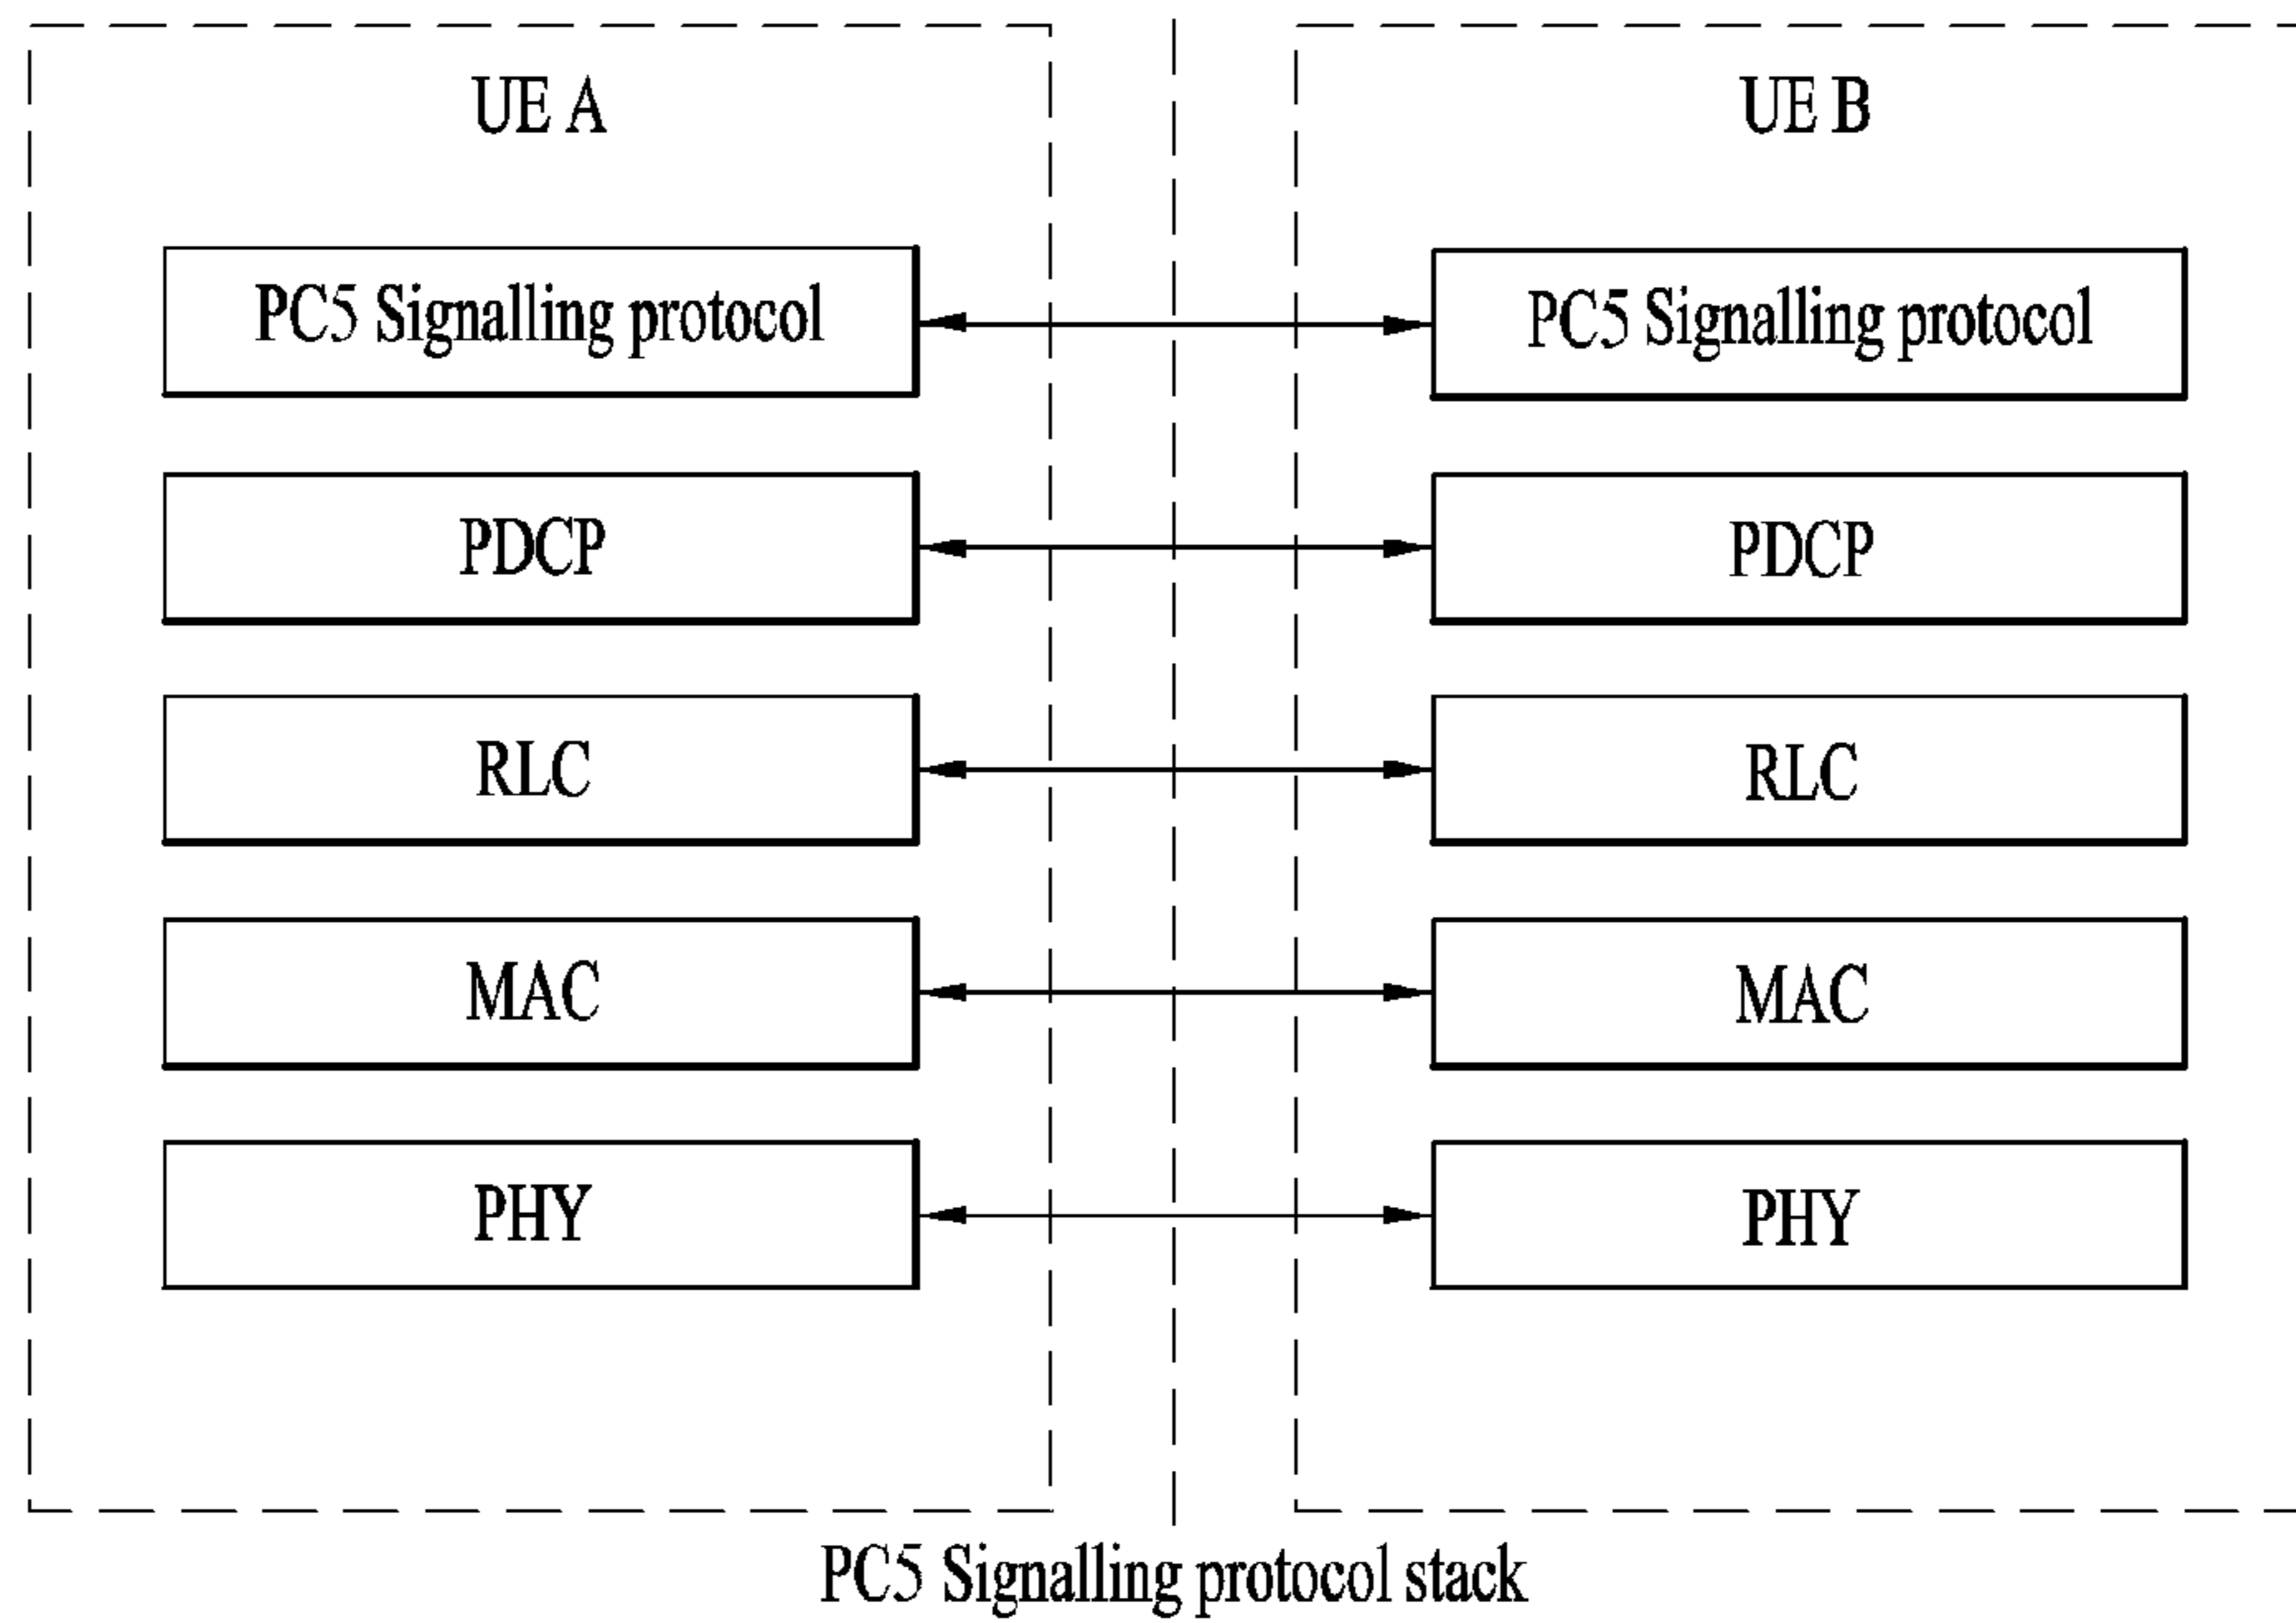 UE A
UE B
PC5 Signalling protocol
PC5 Signalling protocol
PDCP
PDCP
RLC
RLC
MAC
MAC
PHY
PHY
PC5 Signalling protocol stack